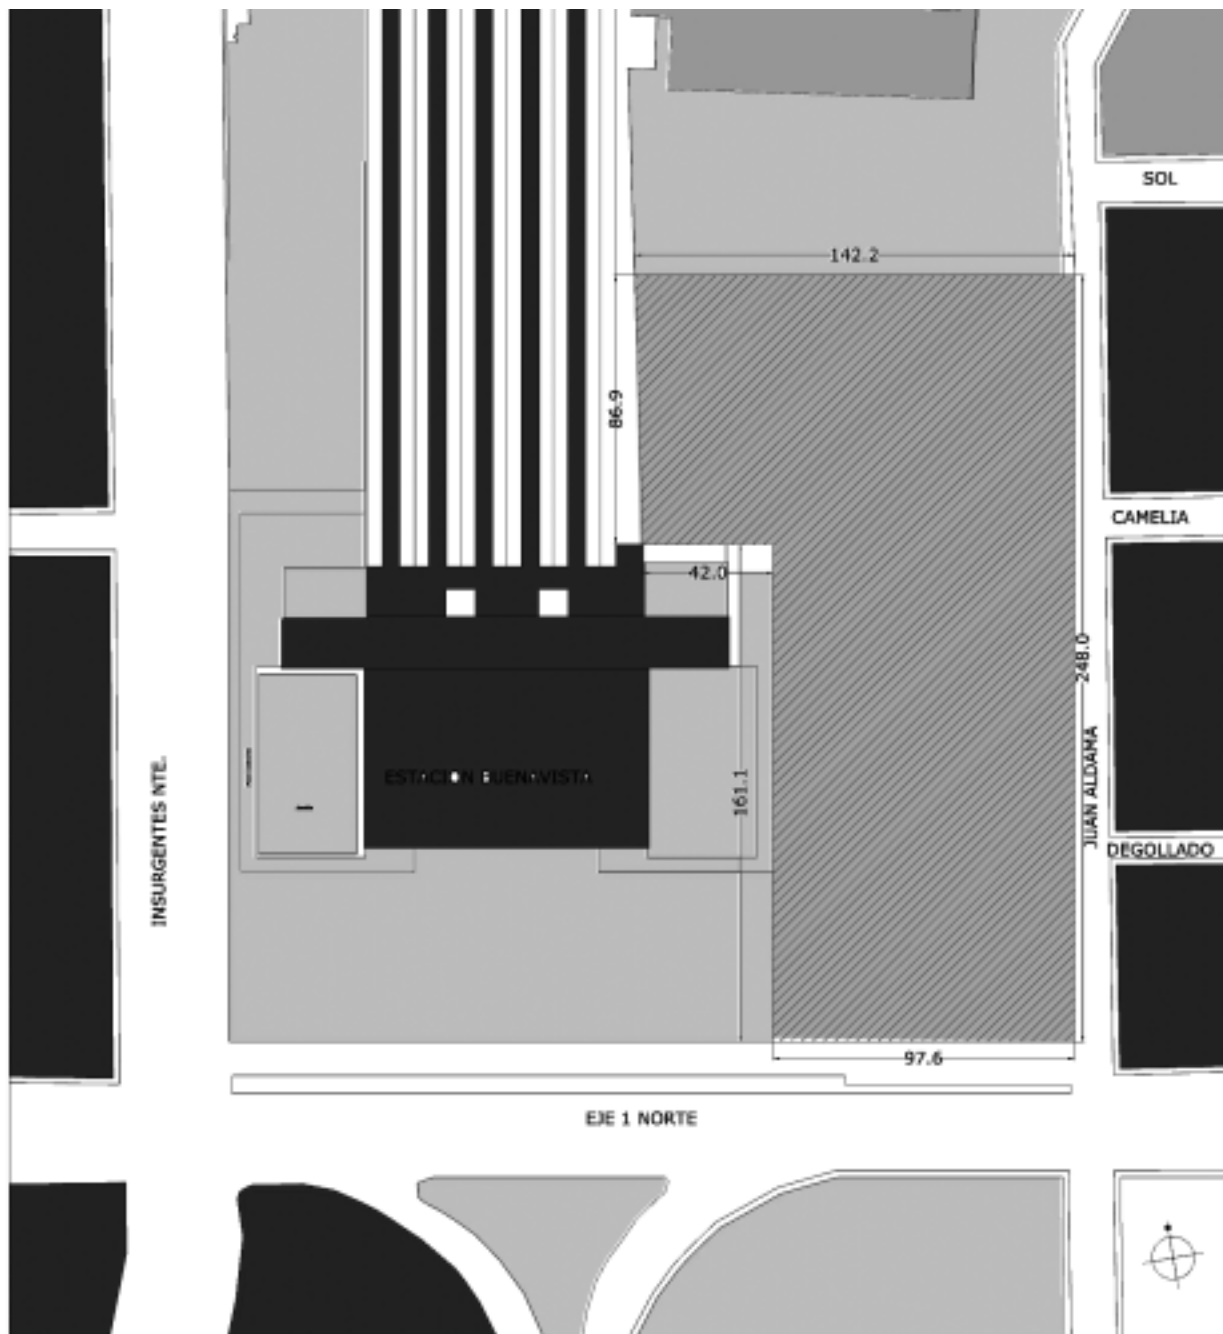 SOL
142.2
86.9
CAMELIA
42.0
248.0
ESTACION BUENAVISTA
161.1
JUAN ALDAMA
INSURGENTES NTE.
DEGOLLADO
97.6
EJE 1 NORTE